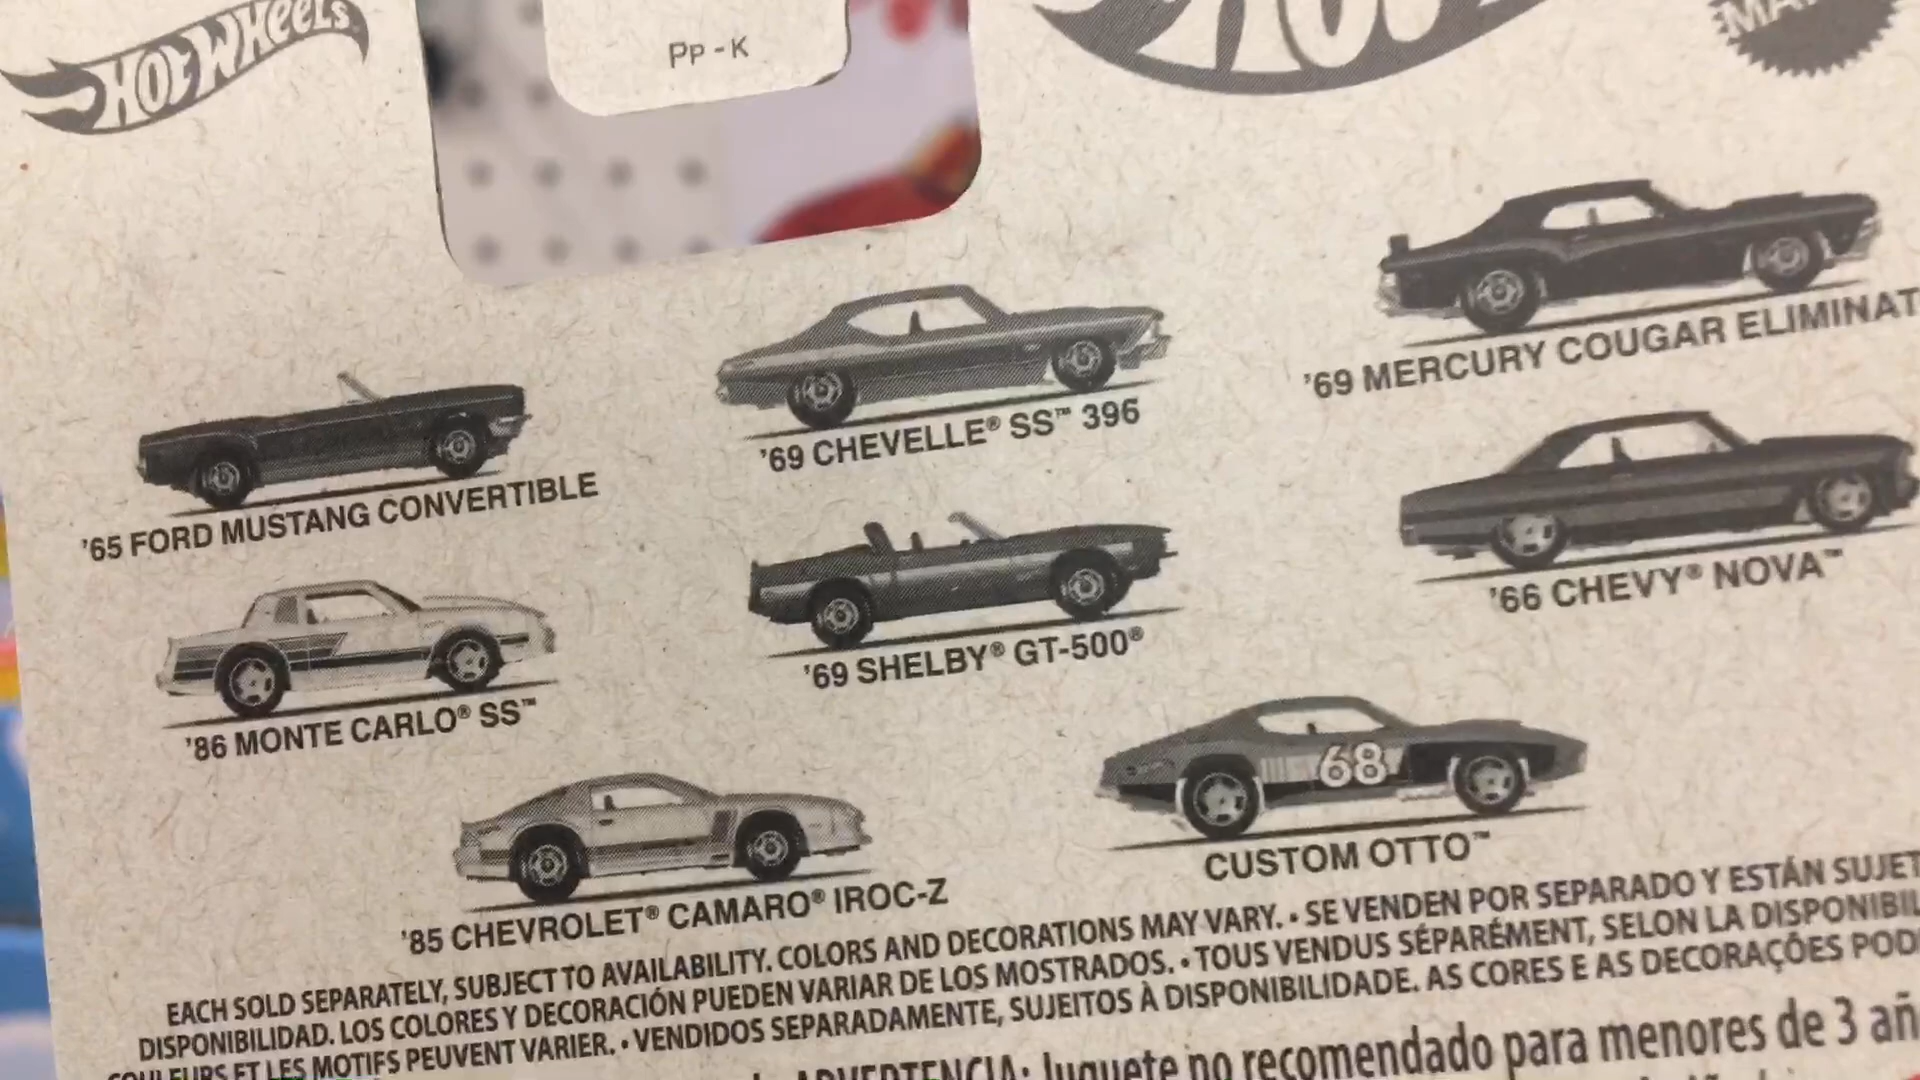 HOT WHEELS
PP - K
HOT
MA
'69 MERCURY COUGAR ELIMINAT
'69 CHEVELLE® SS™ 396
'65 FORD MUSTANG CONVERTIBLE
'66 CHEVY® NOVA™
'69 SHELBY® GT-500®
'86 MONTE CARLO® SS™
68
CUSTOM OTTO™
'85 CHEVROLET® CAMARO® IROC-Z
EACH SOLD SEPARATELY, SUBJECT TO AVAILABILITY. COLORS AND DECORATIONS MAY VARY. • SE VENDEN POR SEPARADO Y ESTÁN SUJET
DISPONIBILIDAD. LOS COLORES Y DECORACIÓN PUEDEN VARIAR DE LOS MOSTRADOS. • TOUS VENDUS SÉPARÉMENT, SELON LA DISPONIBIL
COULEURS ET LES MOTIFS PEUVENT VARIER. • VENDIDOS SEPARADAMENTE, SUJEITOS À DISPONIBILIDADE. AS CORES E AS DECORAÇÕES POD
ADVERTENCIA: Juguete no recomendado para menores de 3 añ